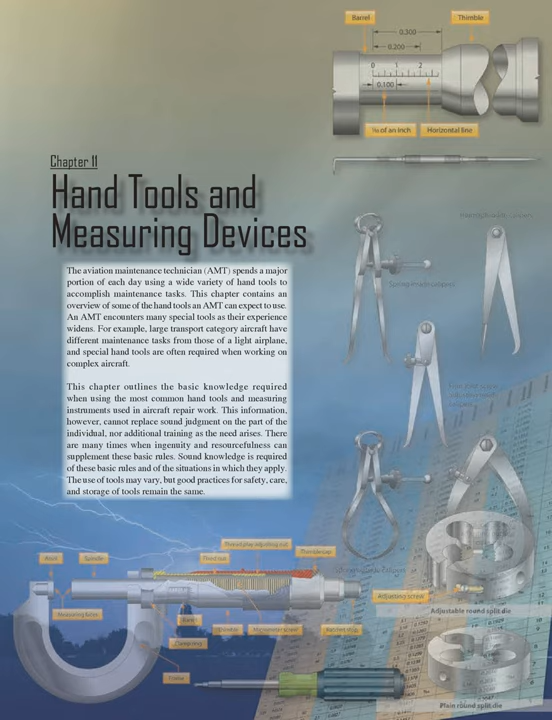 Barrel
Thimble
0.300
0.200
0 1 2
0.100
Horizontal line
Chapter 11
Hand Tools and
Measuring Devices
The aviation maintenance technician (AMT) spends a major
portion of each day using a wide variety of hand tools to
accomplish maintenance tasks. This chapter contains an
overview of some of the hand tools an AMT can expect to use.
An AMT encounters many special tools as their experience
widens. For example, large transport category aircraft have
different maintenance tasks from those of a light airplane,
and special hand tools are often required when working on
complex aircraft.
This chapter outlines the basic knowledge required
when using the most common hand tools and measuring
instruments used in aircraft repair work. This information,
however, cannot replace sound judgment on the part of the
individual, nor additional training as the need arises. There
are many times when ingenuity and resourcefulness can
supplement these basic rules. Sound knowledge is required
of these basic rules and of the situations in which they apply.
The use of tools may vary, but good practices for safety, care,
and storage of tools remain the same.
Anvil
Spindle
Thimble cap
Measuring faces
Frame
Micrometer screw
Ratchet stop
Adjusting screw
Adjustable round split die
Plain round split die